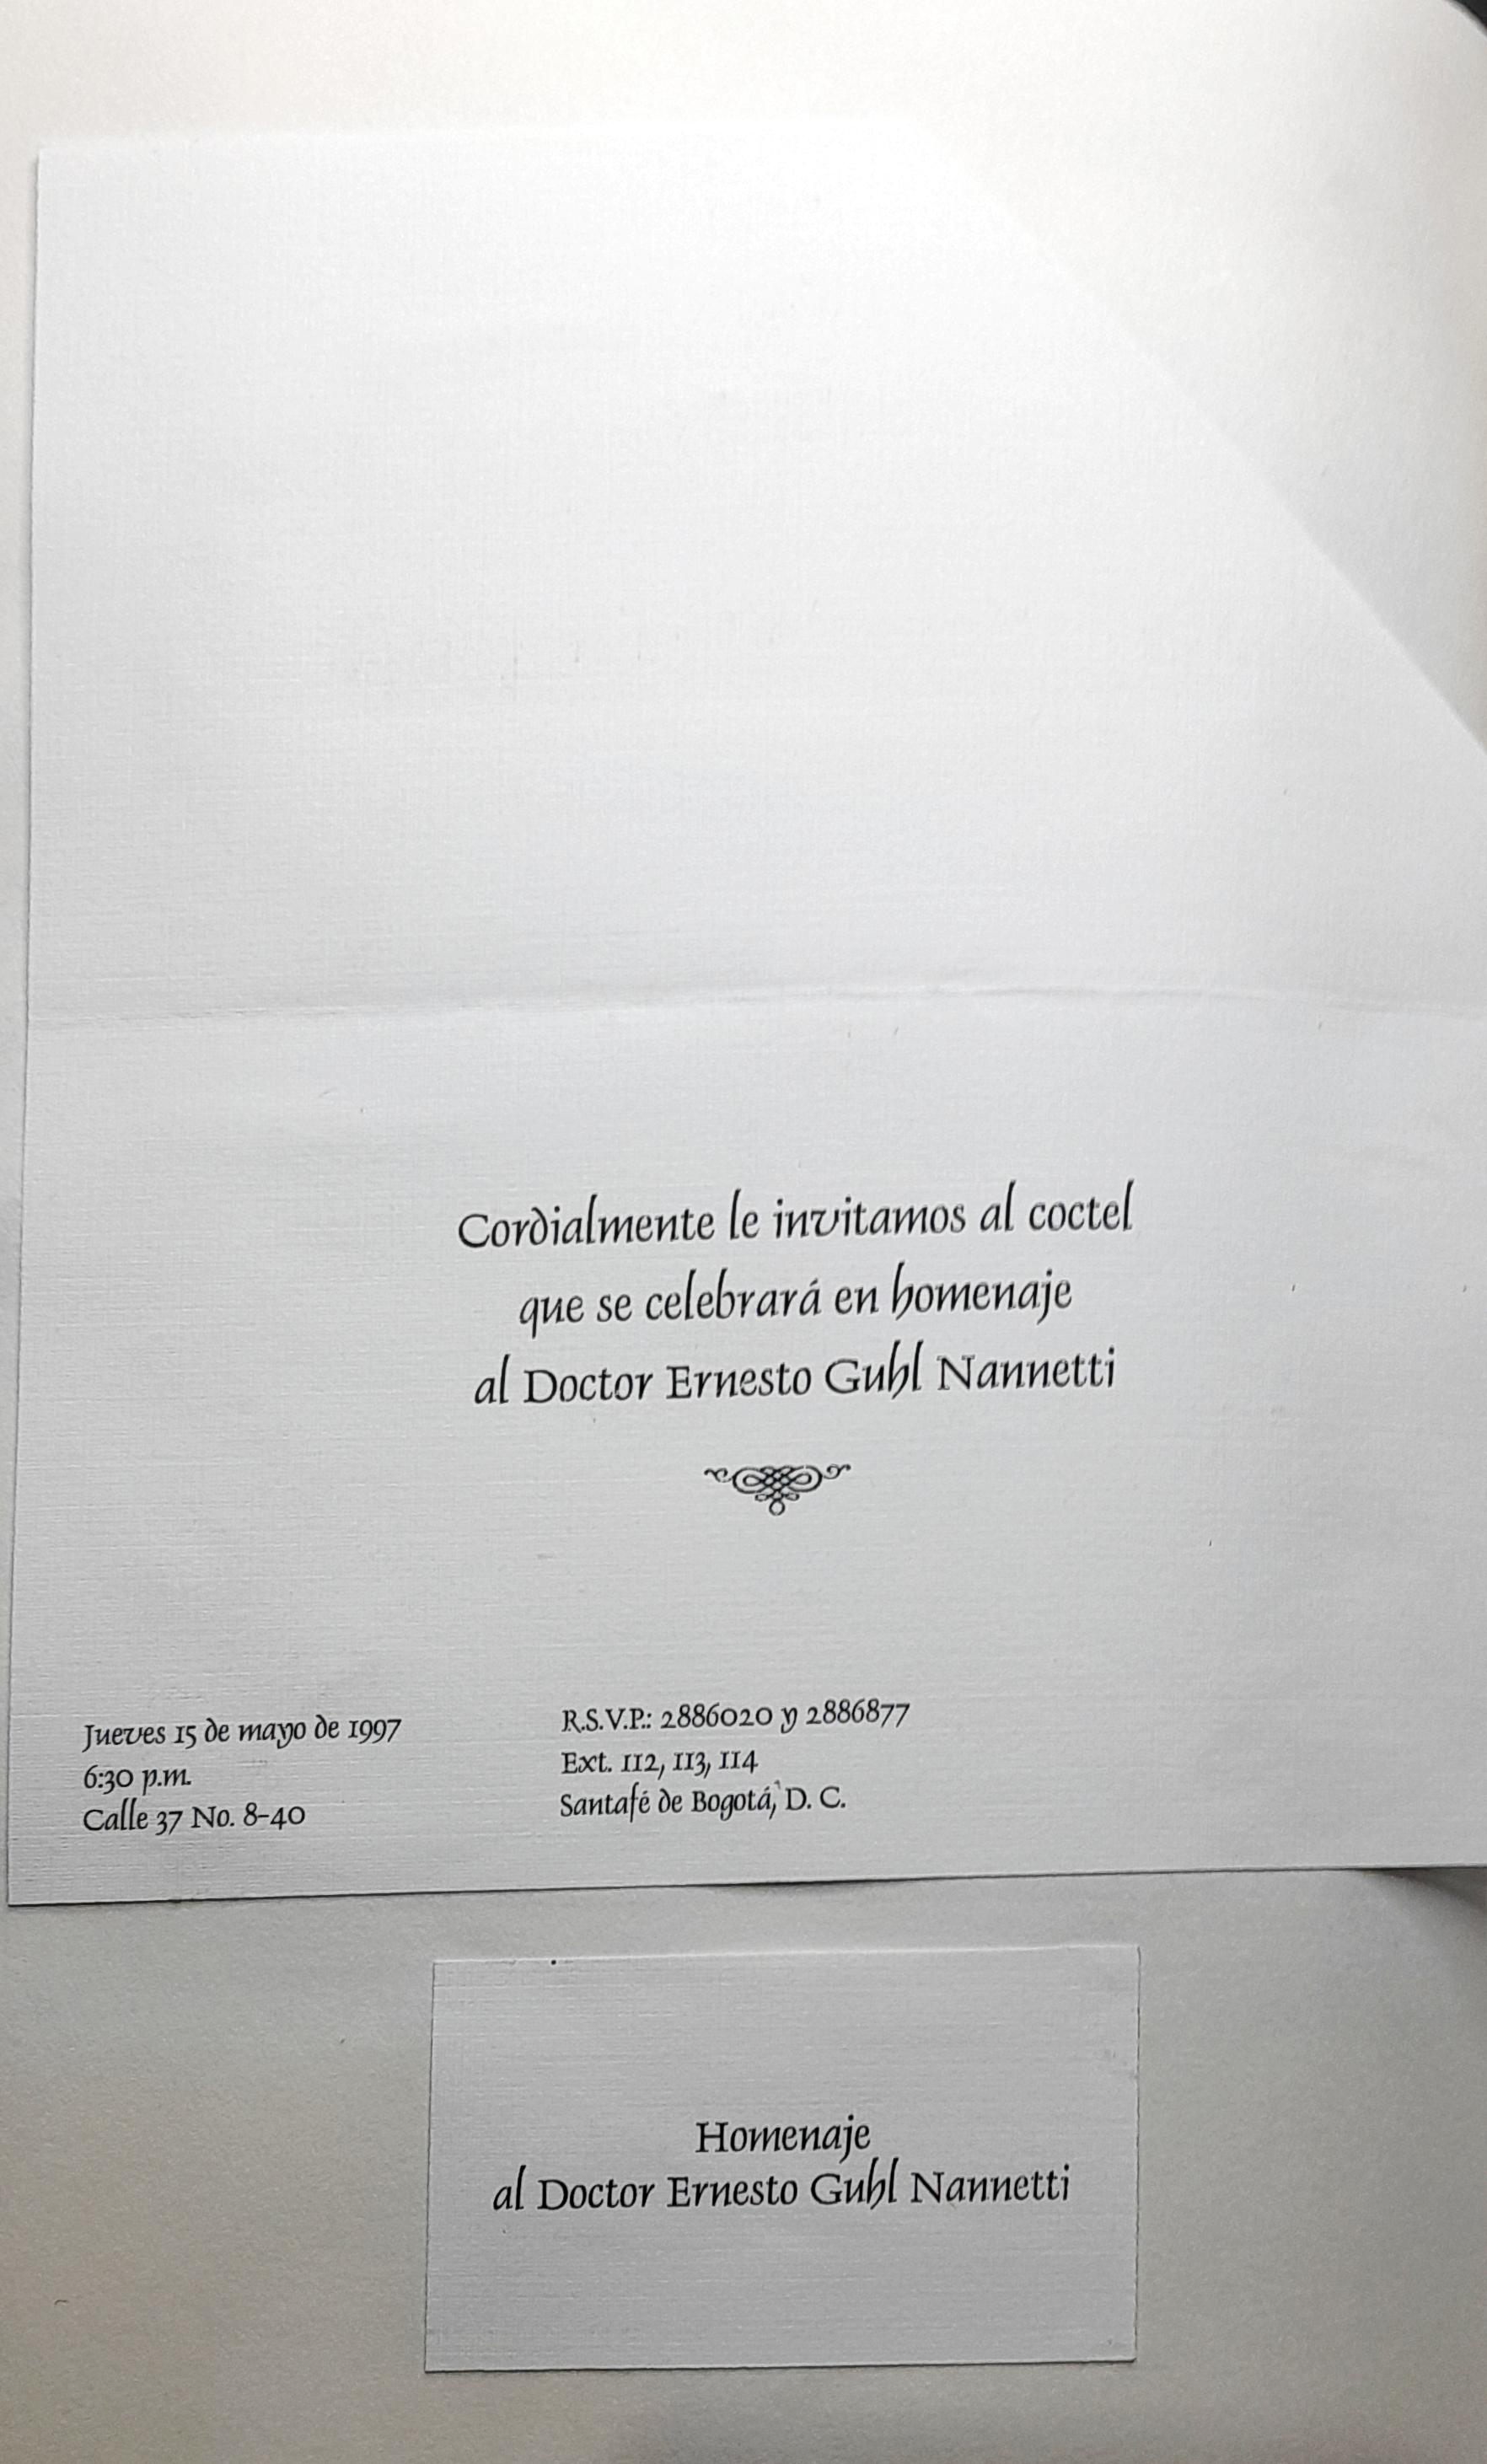 Cordialmente le invitamos al coctel
que se celebrará en homenaje
al Doctor Ernesto Guhl Nannetti
Jueves 15 de mayo de 1997
6:30 p.m.
Calle 37 No. 8-40
R.S.V.P.: 2886020 y 2886877
Ext. 112, 113, 114
Santafé de Bogotá, D. C.
Homenaje
al Doctor Ernesto Guhl Nannetti